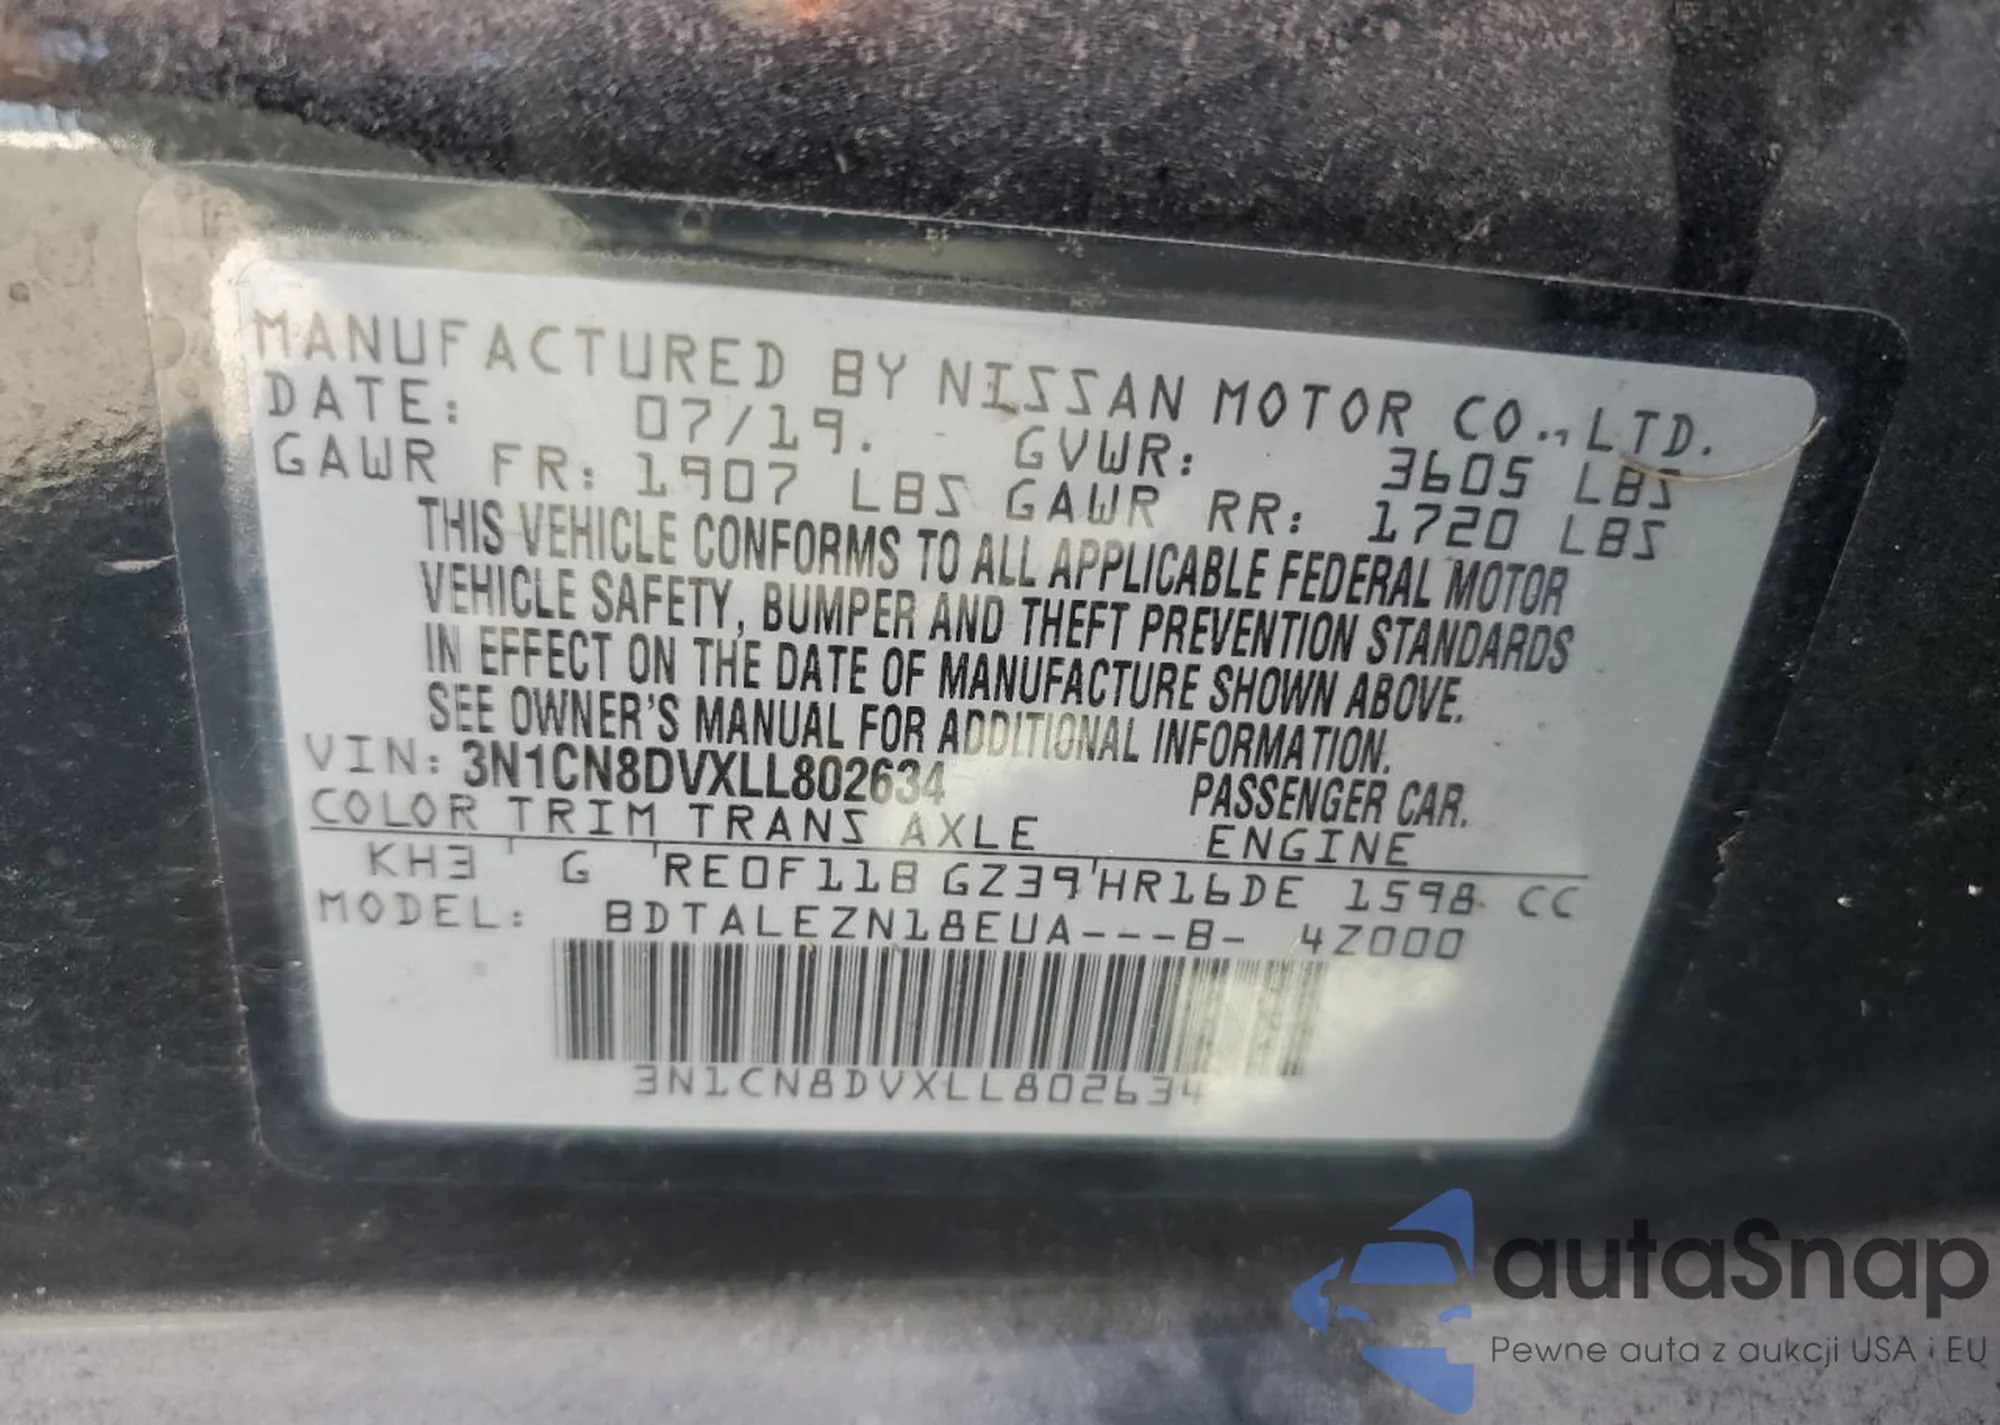 MANUFACTURED BY NISSAN MOTOR CO., LTD.
DATE: 07/19. GVWR: 3605 LBS
GAWR FR: 1907 LBS GAWR RR: 1720 LBS
THIS VEHICLE CONFORMS TO ALL APPLICABLE FEDERAL MOTOR
VEHICLE SAFETY, BUMPER AND THEFT PREVENTION STANDARDS
IN EFFECT ON THE DATE OF MANUFACTURE SHOWN ABOVE.
SEE OWNER'S MANUAL FOR ADDITIONAL INFORMATION.
VIN: 3N1CN8DVXLL802634 PASSENGER CAR.
COLOR TRIM TRANS AXLE ENGINE
KH3 ' G 'RE0F11B GZ39'HR16DE 1598 CC
MODEL: BDTALEZN18EUA---B- 4Z000
3N1CN8DVXLL802634
autaSnap
Pewne auta z aukcji USA i EU